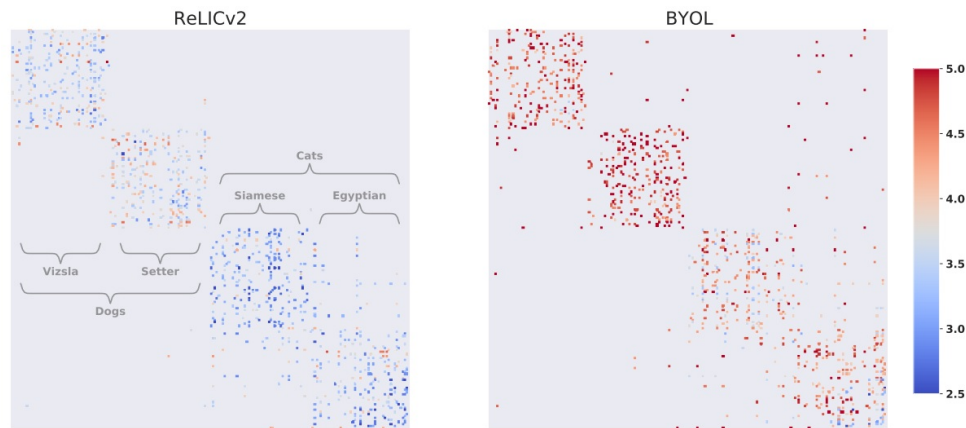 ReLICv2
BYOL
Cats
Siamese
Egyptian
Vizsla
Setter
Dogs
5.0
4.5
4.0
3.5
3.0
2.5